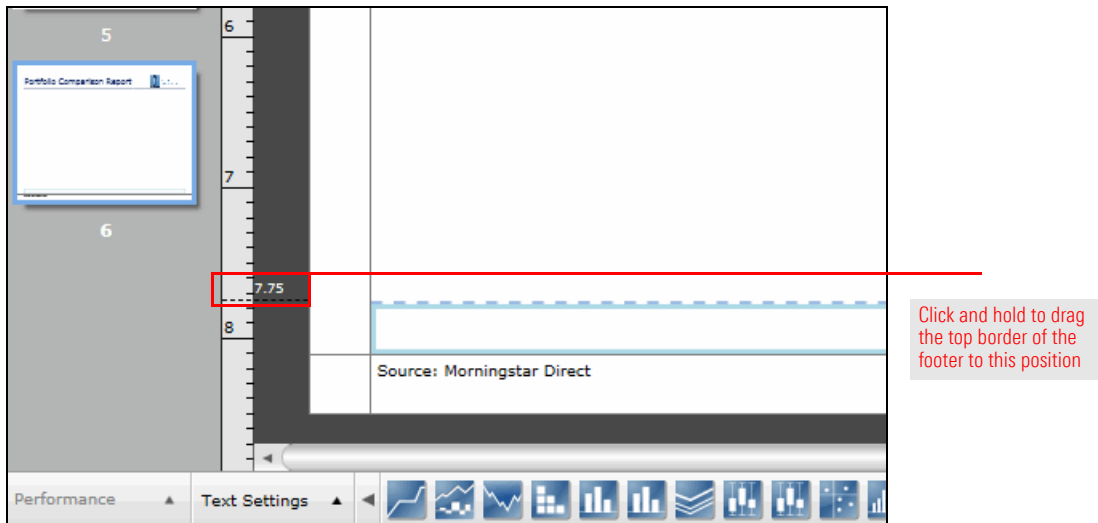 5
6
Portfolio Comparison Report
7
6
7.75
8
Source: Morningstar Direct
Click and hold to drag
the top border of the
footer to this position
Performance
Text Settings